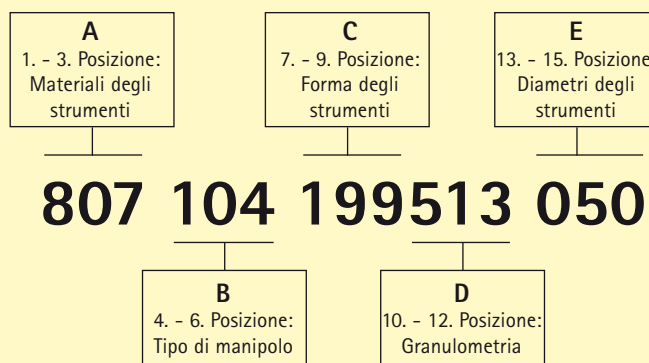 A
1. - 3. Posizione:
Materiali degli
strumenti
C
7. - 9. Posizione:
Forma degli
strumenti
E
13. - 15. Posizione
Diametri degli
strumenti
807 104 199513 050
B
4. - 6. Posizione:
Tipo di manipolo
D
10. - 12. Posizione:
Granulometria